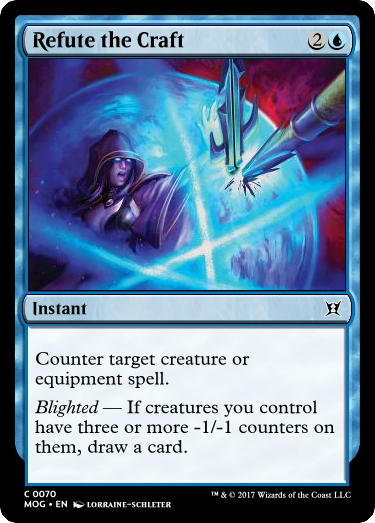 Refute the Craft 2
Instant
Counter target creature or
equipment spell.
Blighted — If creatures you control
have three or more -1/-1 counters on
them, draw a card.
C 0070
MOG • EN LORRAINE-SCHLETER
™ & © 2017 Wizards of the Coast LLC